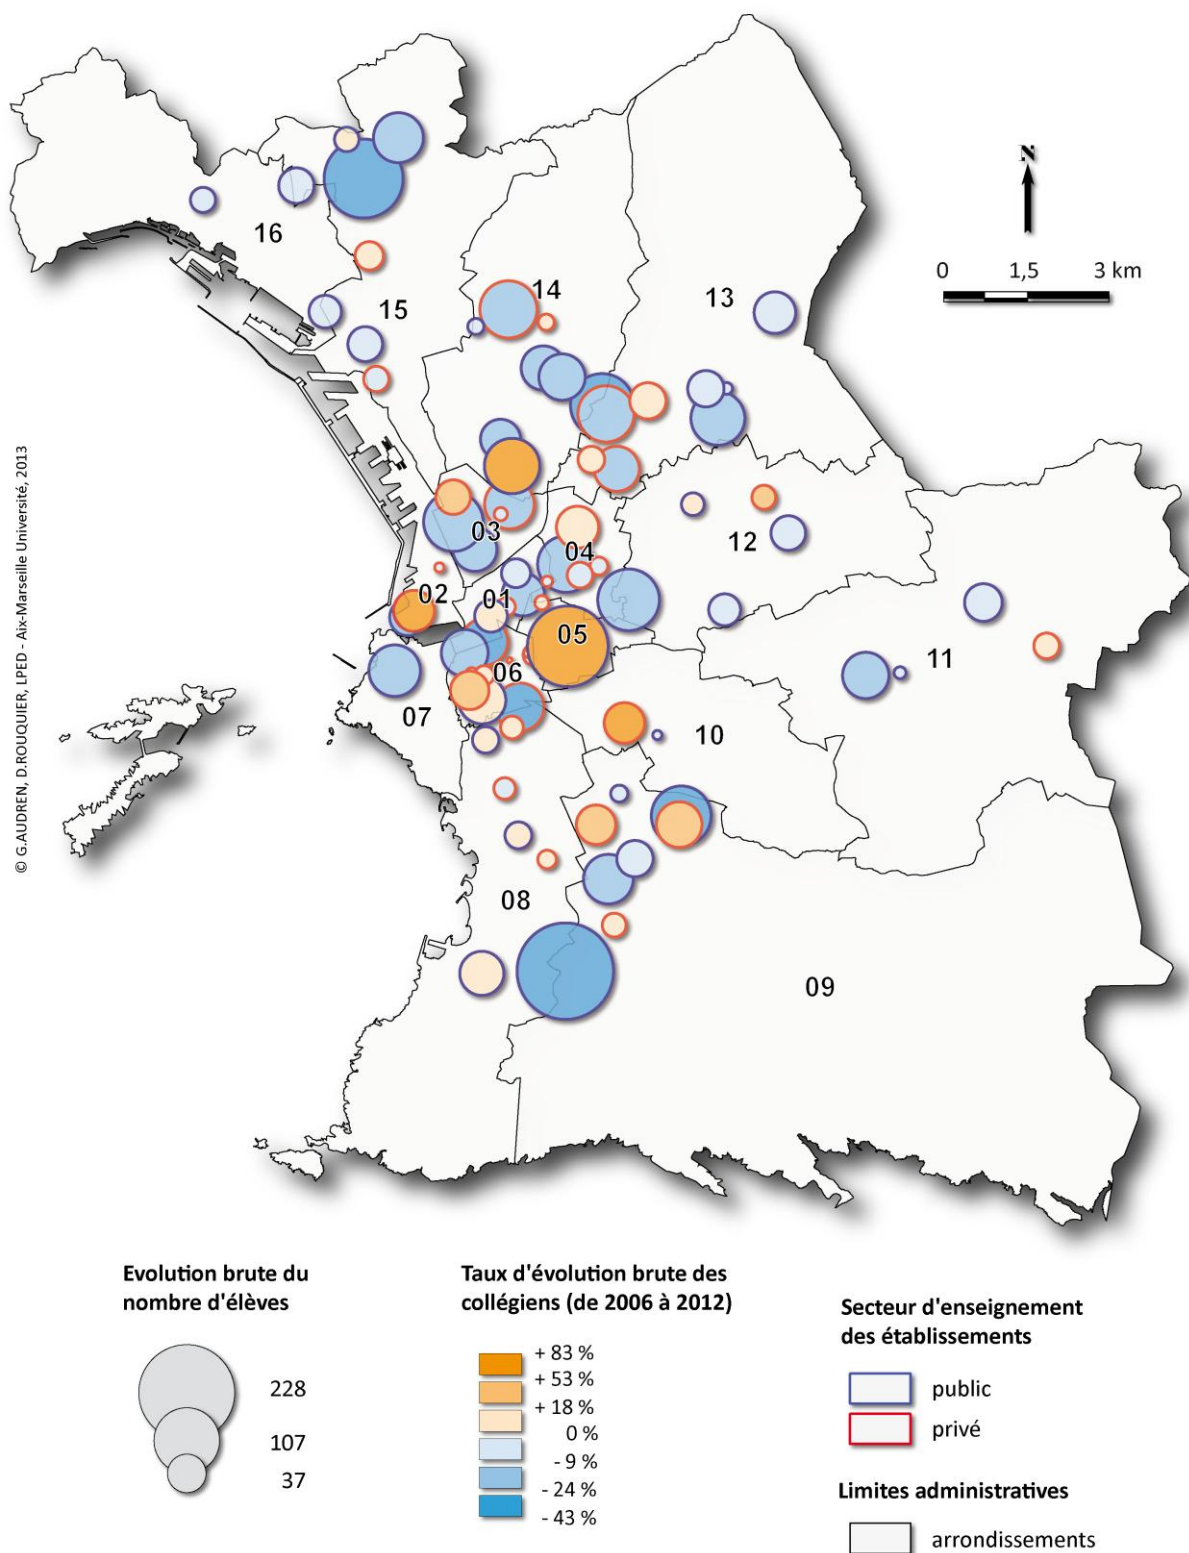 N
0 1,5 3 km
16
15
14
13
03
04
12
02
01
05
11
06
07
10
08
09
© G.AUDREN, D.ROUQUIER, LPED - Aix-Marseille Université, 2013
Evolution brute du
nombre d'élèves
228
107
37
Taux d'évolution brute des
collégiens (de 2006 à 2012)
+ 83 %
+ 53 %
+ 18 %
0 %
- 9 %
- 24 %
- 43 %
Secteur d'enseignement
des établissements
public
privé
Limites administratives
arrondissements